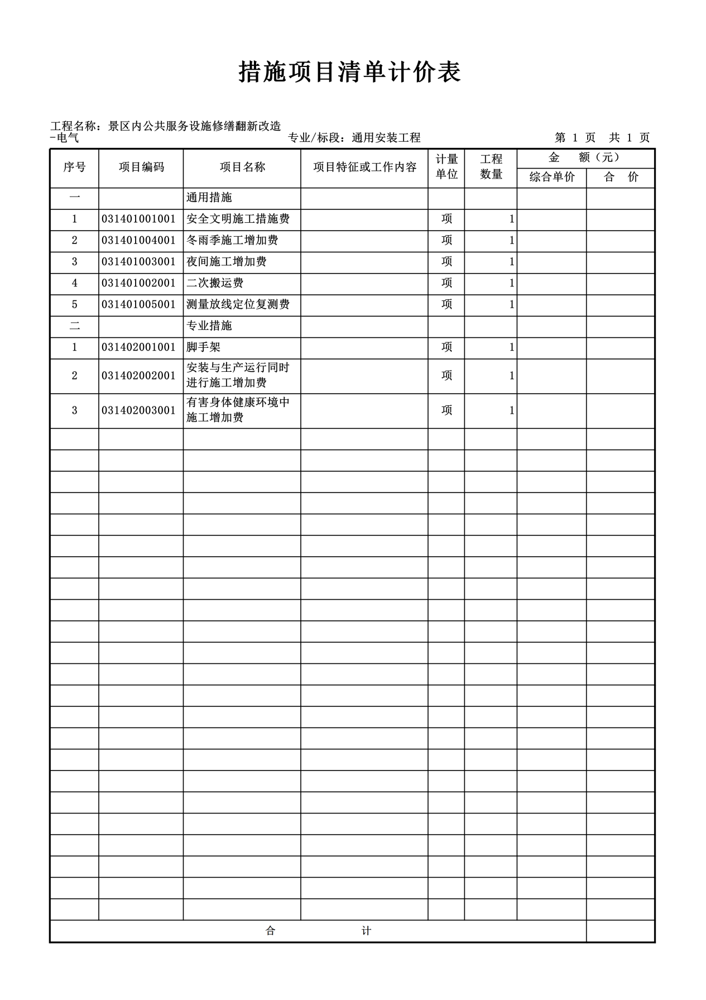 措施项目清单计价表
工程名称：景区内公共服务设施修缮翻新改造
-电气 专业/标段：通用安装工程 第 1 页 共 1 页
序号 项目编码 项目名称 项目特征或工作内容 计量单位 工程数量 金 额（元）
综合单价 合 价
一 通用措施
1 031401001001 安全文明施工措施费 项 1
2 031401004001 冬雨季施工增加费 项 1
3 031401003001 夜间施工增加费 项 1
4 031401002001 二次搬运费 项 1
5 031401005001 测量放线定位复测费 项 1
二 专业措施
1 031402001001 脚手架 项 1
2 031402002001 安装与生产运行同时进行施工增加费 项 1
3 031402003001 有害身体健康环境中施工增加费 项 1
合 计